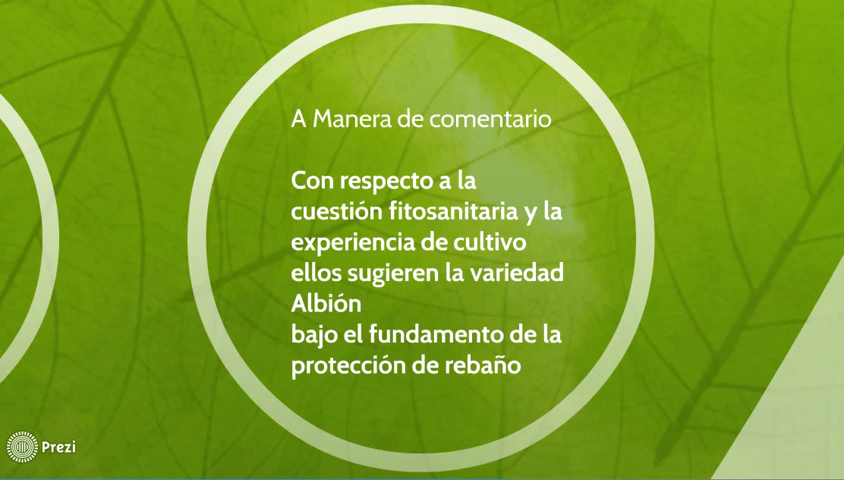 A Manera de comentario
Con respecto a la
cuestión fitosanitaria y la
experiencia de cultivo
ellos sugieren la variedad
Albión
bajo el fundamento de la
protección de rebaño
Prezi